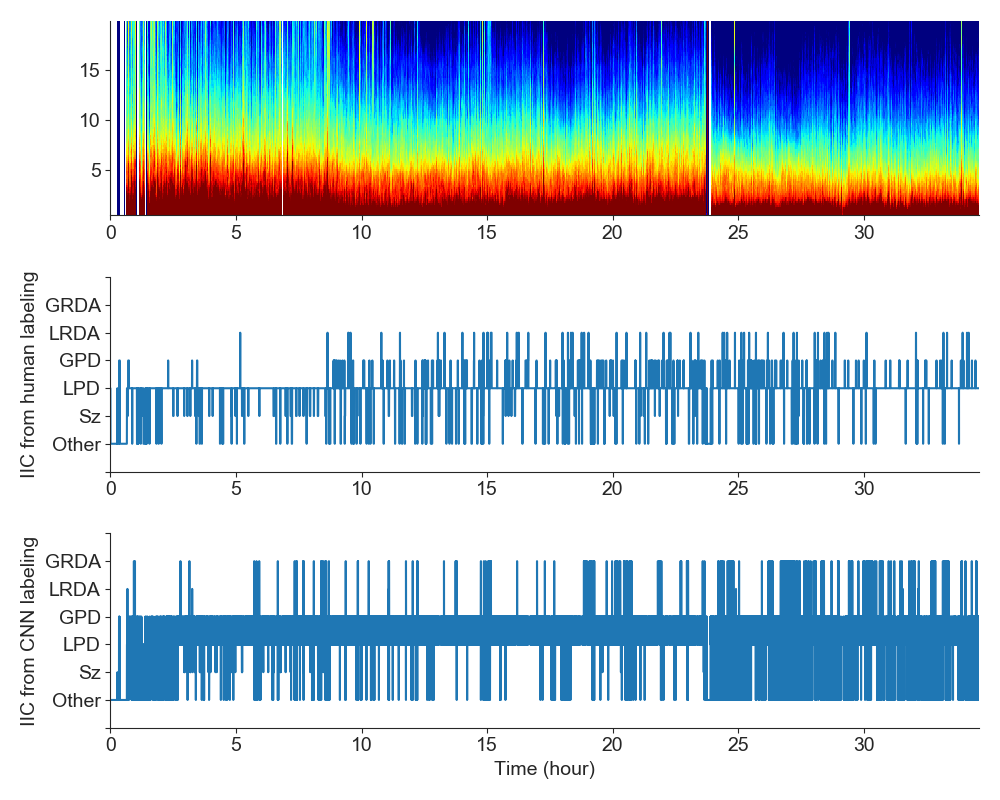 15
10
5
0 5 10 15 20 25 30
IIC from human labeling
GRDA
LRDA
GPD
LPD
Sz
Other
0 5 10 15 20 25 30
IIC from CNN labeling
GRDA
LRDA
GPD
LPD
Sz
Other
0 5 10 15 20 25 30
Time (hour)